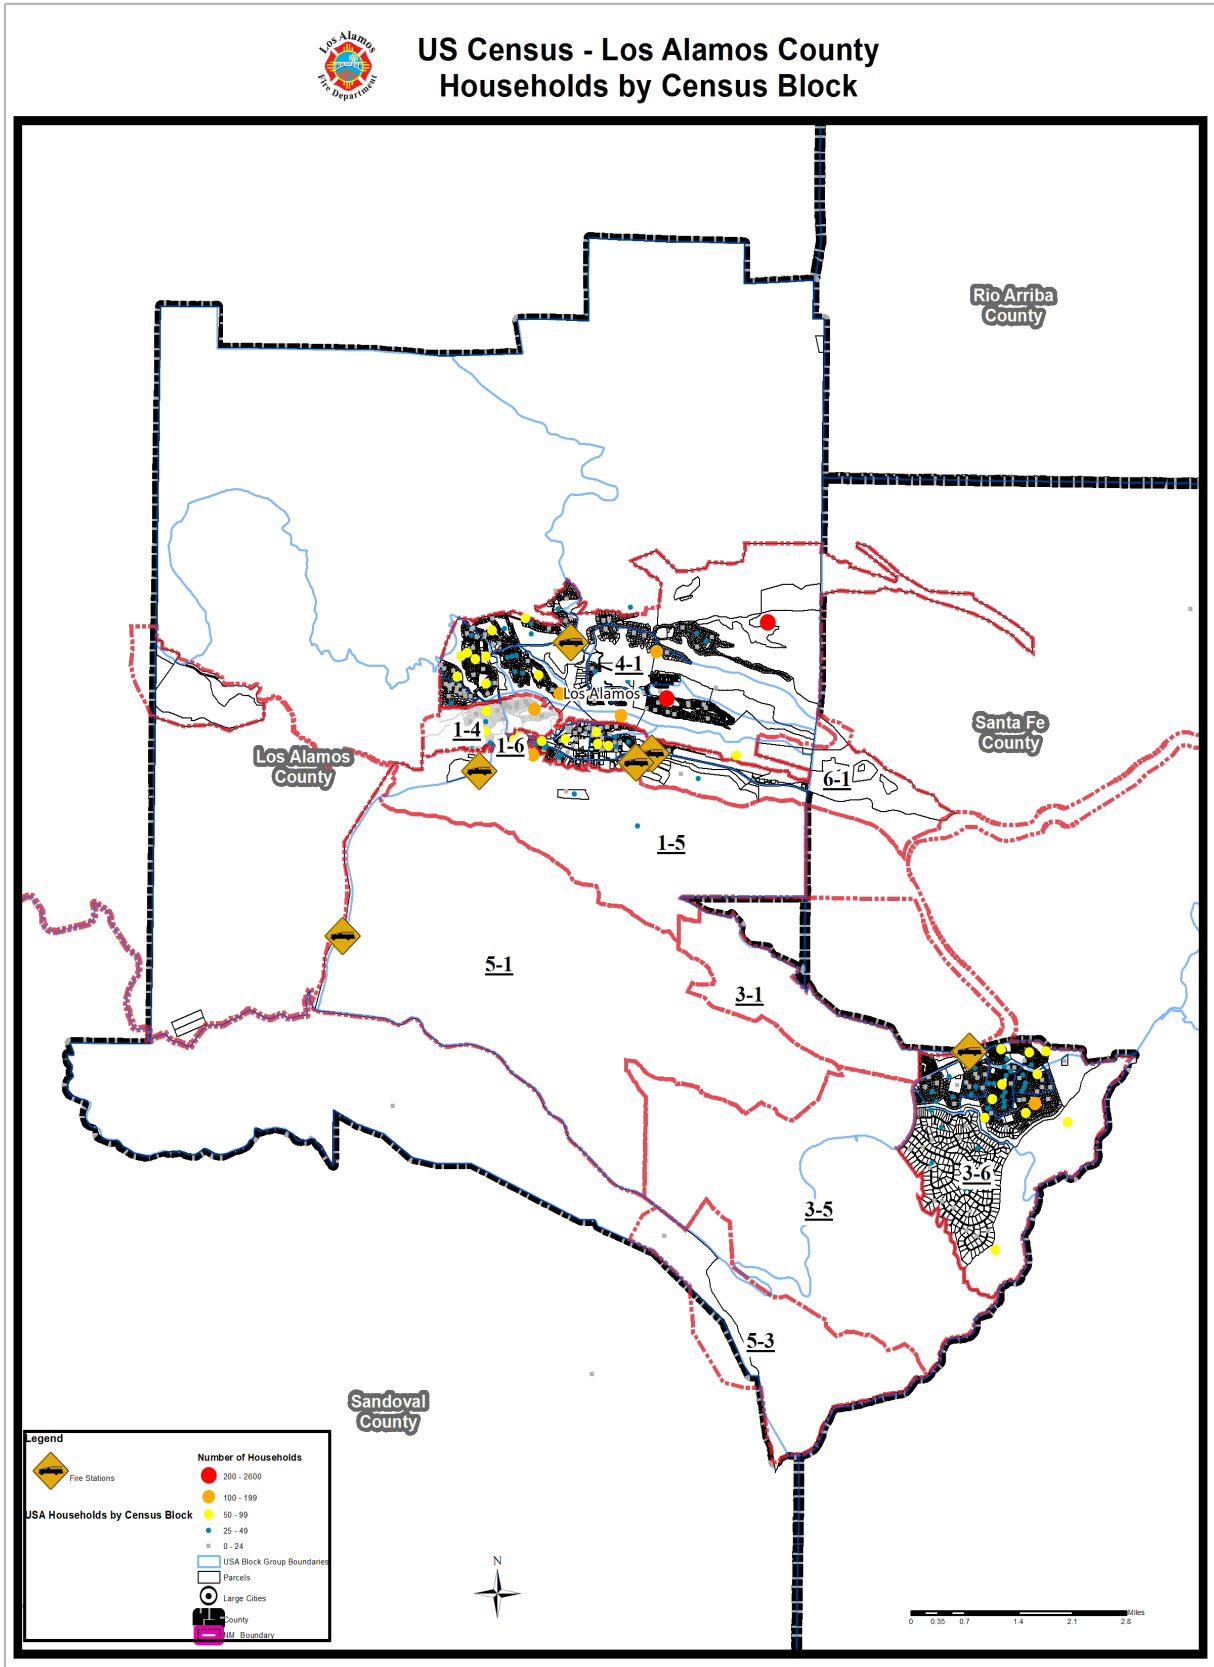 Los Alamos
Fire Department
US Census - Los Alamos County
Households by Census Block
Rio Arriba
County
4-1
Los Alamos
1-4
1-6
Santa Fe
County
Los Alamos
County
6-1
1-5
5-1
3-1
3-6
3-5
5-3
Sandoval
County
Legend
Fire Stations
USA Households by Census Block
Number of Households
200 - 2600
100 - 199
50 - 99
25 - 49
0 - 24
USA Block Group Boundaries
Parcels
Large Cities
County
NM Boundary
N
Miles
0 0.35 0.7 1.4 2.1 2.8